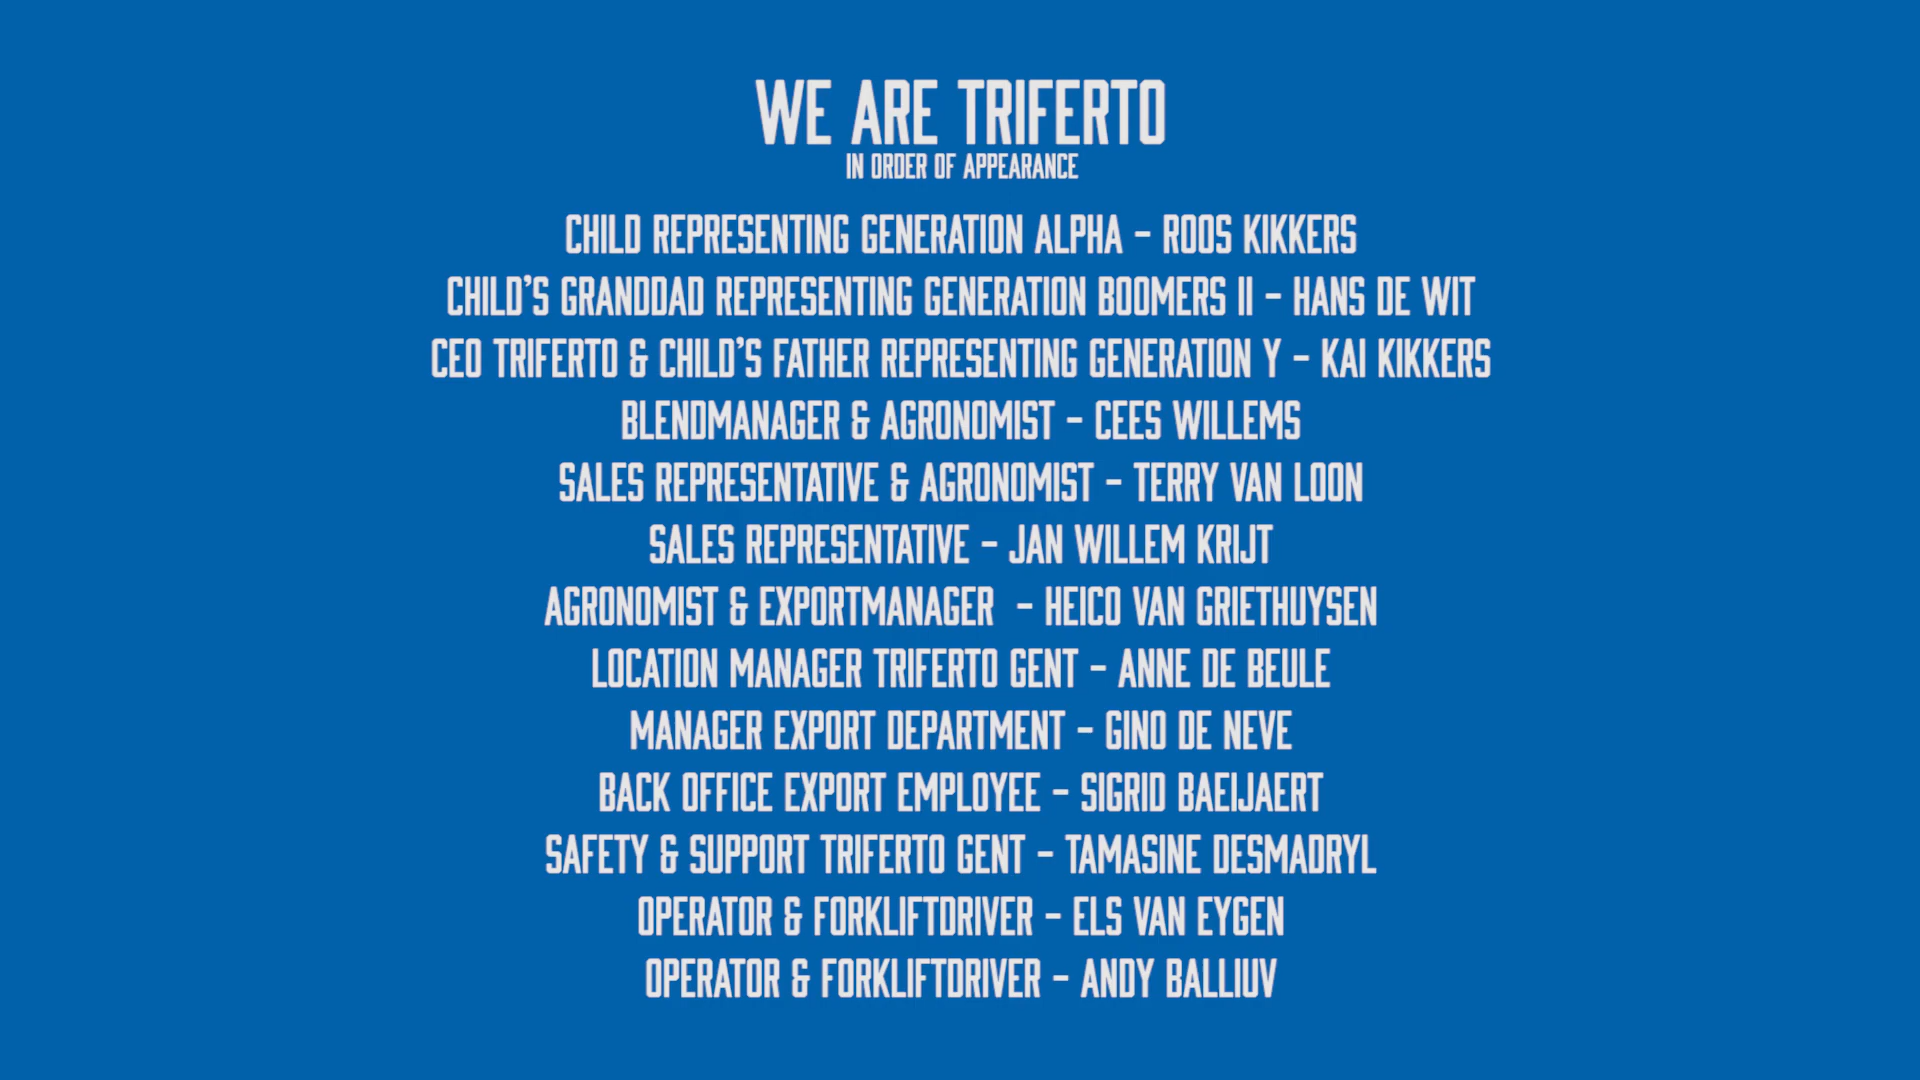 WE ARE TRIFERTO
IN ORDER OF APPEARANCE
CHILD REPRESENTING GENERATION ALPHA - ROOS KIKKERS
CHILD'S GRANDDAD REPRESENTING GENERATION BOOMERS II - HANS DE WIT
CEO TRIFERTO & CHILD'S FATHER REPRESENTING GENERATION Y - KAI KIKKERS
BLENDMANAGER & AGRONOMIST - CEES WILLEMS
SALES REPRESENTATIVE & AGRONOMIST - TERRY VAN LOON
SALES REPRESENTATIVE - JAN WILLEM KRIJT
AGRONOMIST & EXPORTMANAGER - HEICO VAN GRIETHUYSEN
LOCATION MANAGER TRIFERTO GENT - ANNE DE BEULE
MANAGER EXPORT DEPARTMENT - GINO DE NEVE
BACK OFFICE EXPORT EMPLOYEE - SIGRID BAEIJAERT
SAFETY & SUPPORT TRIFERTO GENT - TAMASINE DESMADRYL
OPERATOR & FORKLIFTDRIVER - ELS VAN EYGEN
OPERATOR & FORKLIFTDRIVER - ANDY BALLIUV